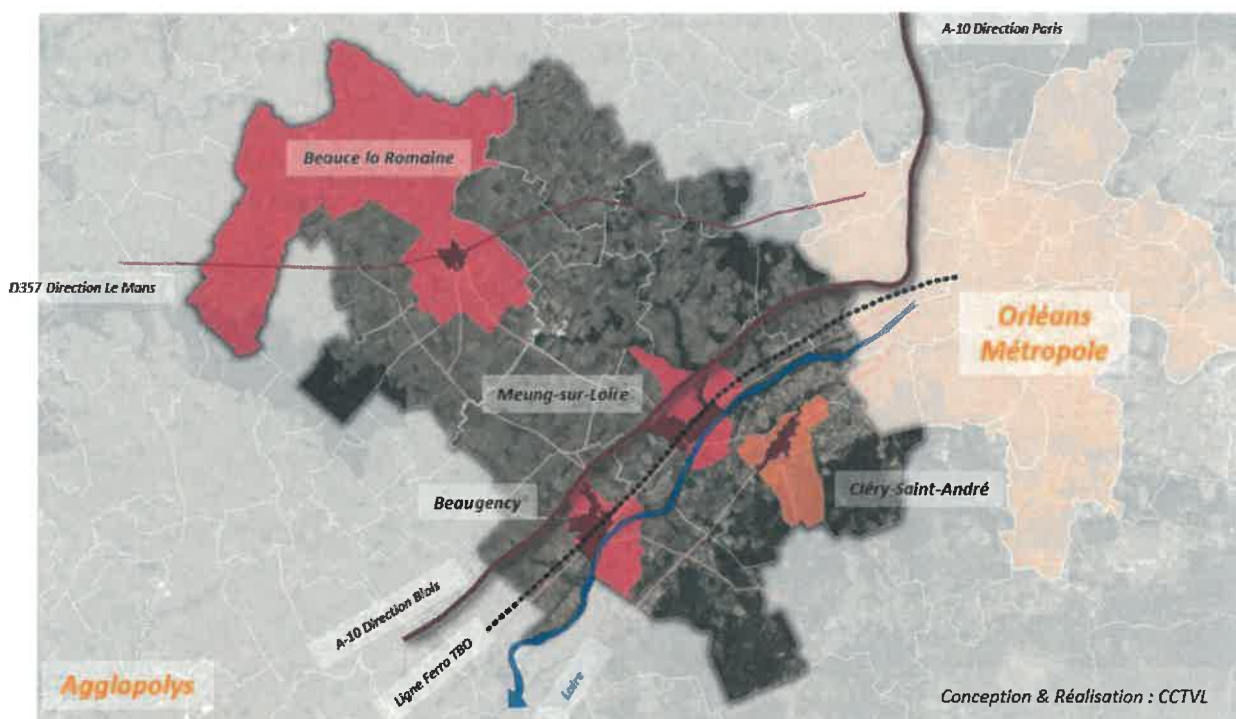 A-10 Direction Paris
Beauce la Romaine
D357 Direction Le Mans
Orléans
Métropole
Meung-sur-Loire
Cléry-Saint-André
Beaugency
A-10 Direction Blois
Ligne Ferro TBO
Loire
Agglopolys
Conception & Réalisation : CCTVL